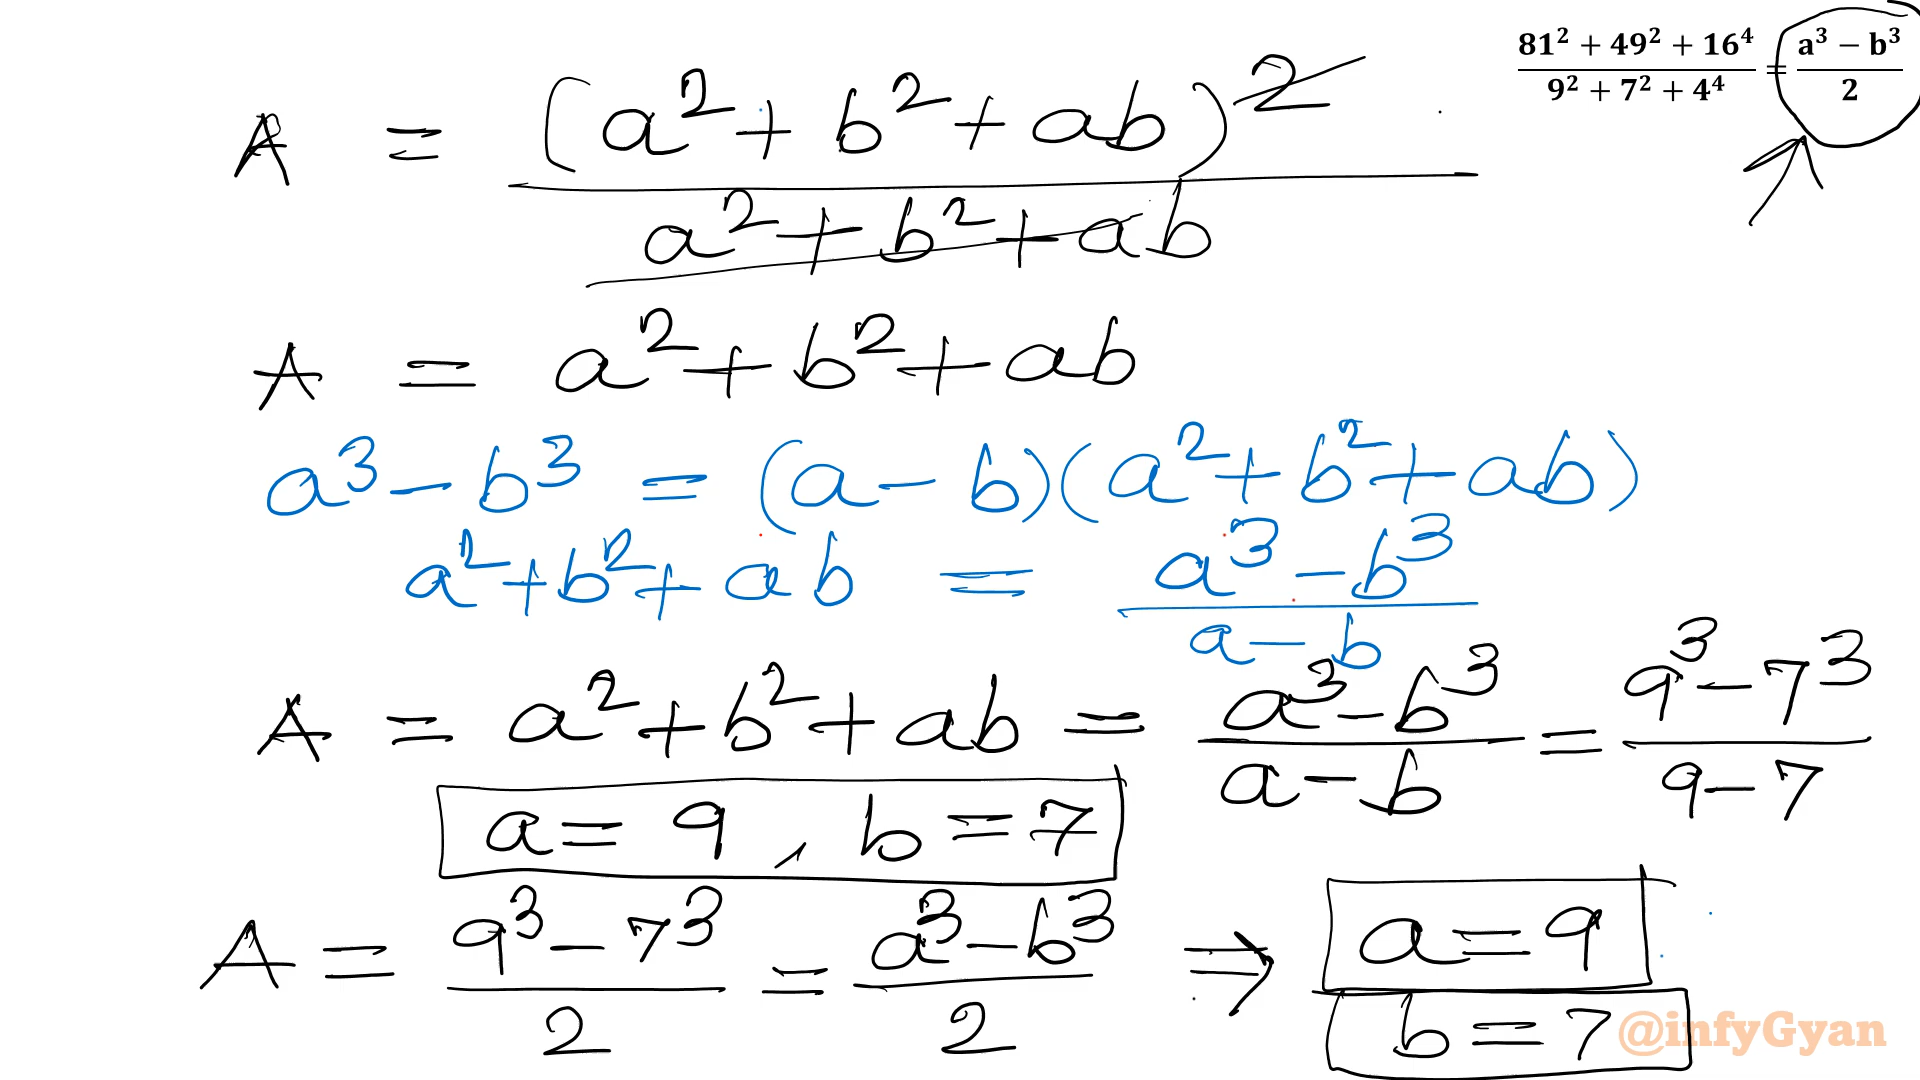 81² + 49² + 16⁴ / 9² + 7² + 4⁴ = a³ − b³ / 2
A = (a² + b² + ab)² / a² + b² + ab
A = a² + b² + ab
a³ − b³ = (a − b)(a² + b² + ab)
a² + b² + ab = a³ − b³ / a − b
A = a² + b² + ab = a³ − b³ / a − b = 9³ − 7³ / 9 − 7
a = 9 , b = 7
A = 9³ − 7³ / 2 = a³ − b³ / 2 ⇒ a = 9
b = 7
@infyGyan